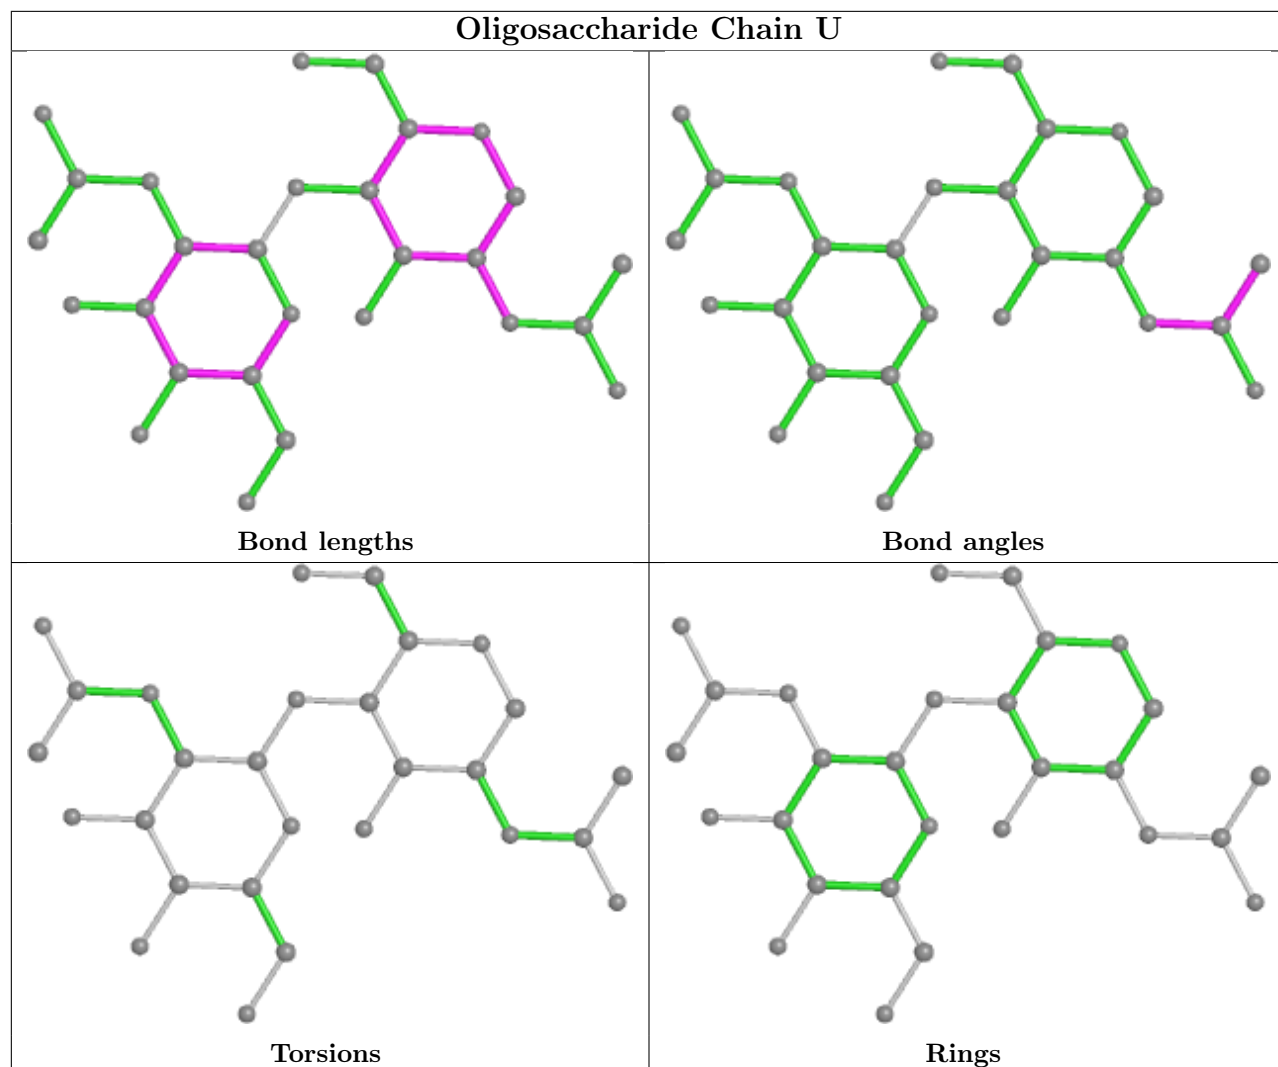 Oligosaccharide Chain U
Bond lengths
Bond angles
Torsions
Rings